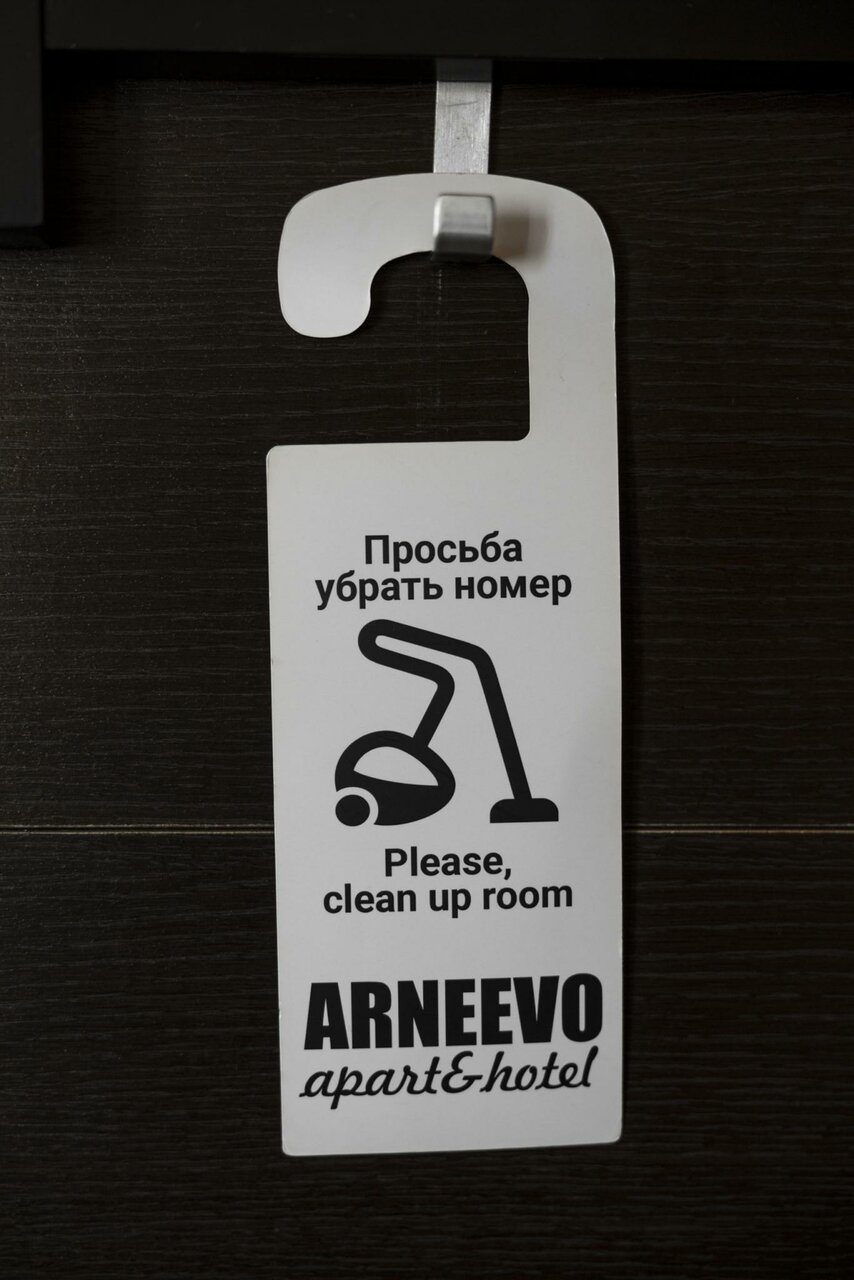 Просьба
убрать номер
Please,
clean up room
ARNEEVO
apart&hotel